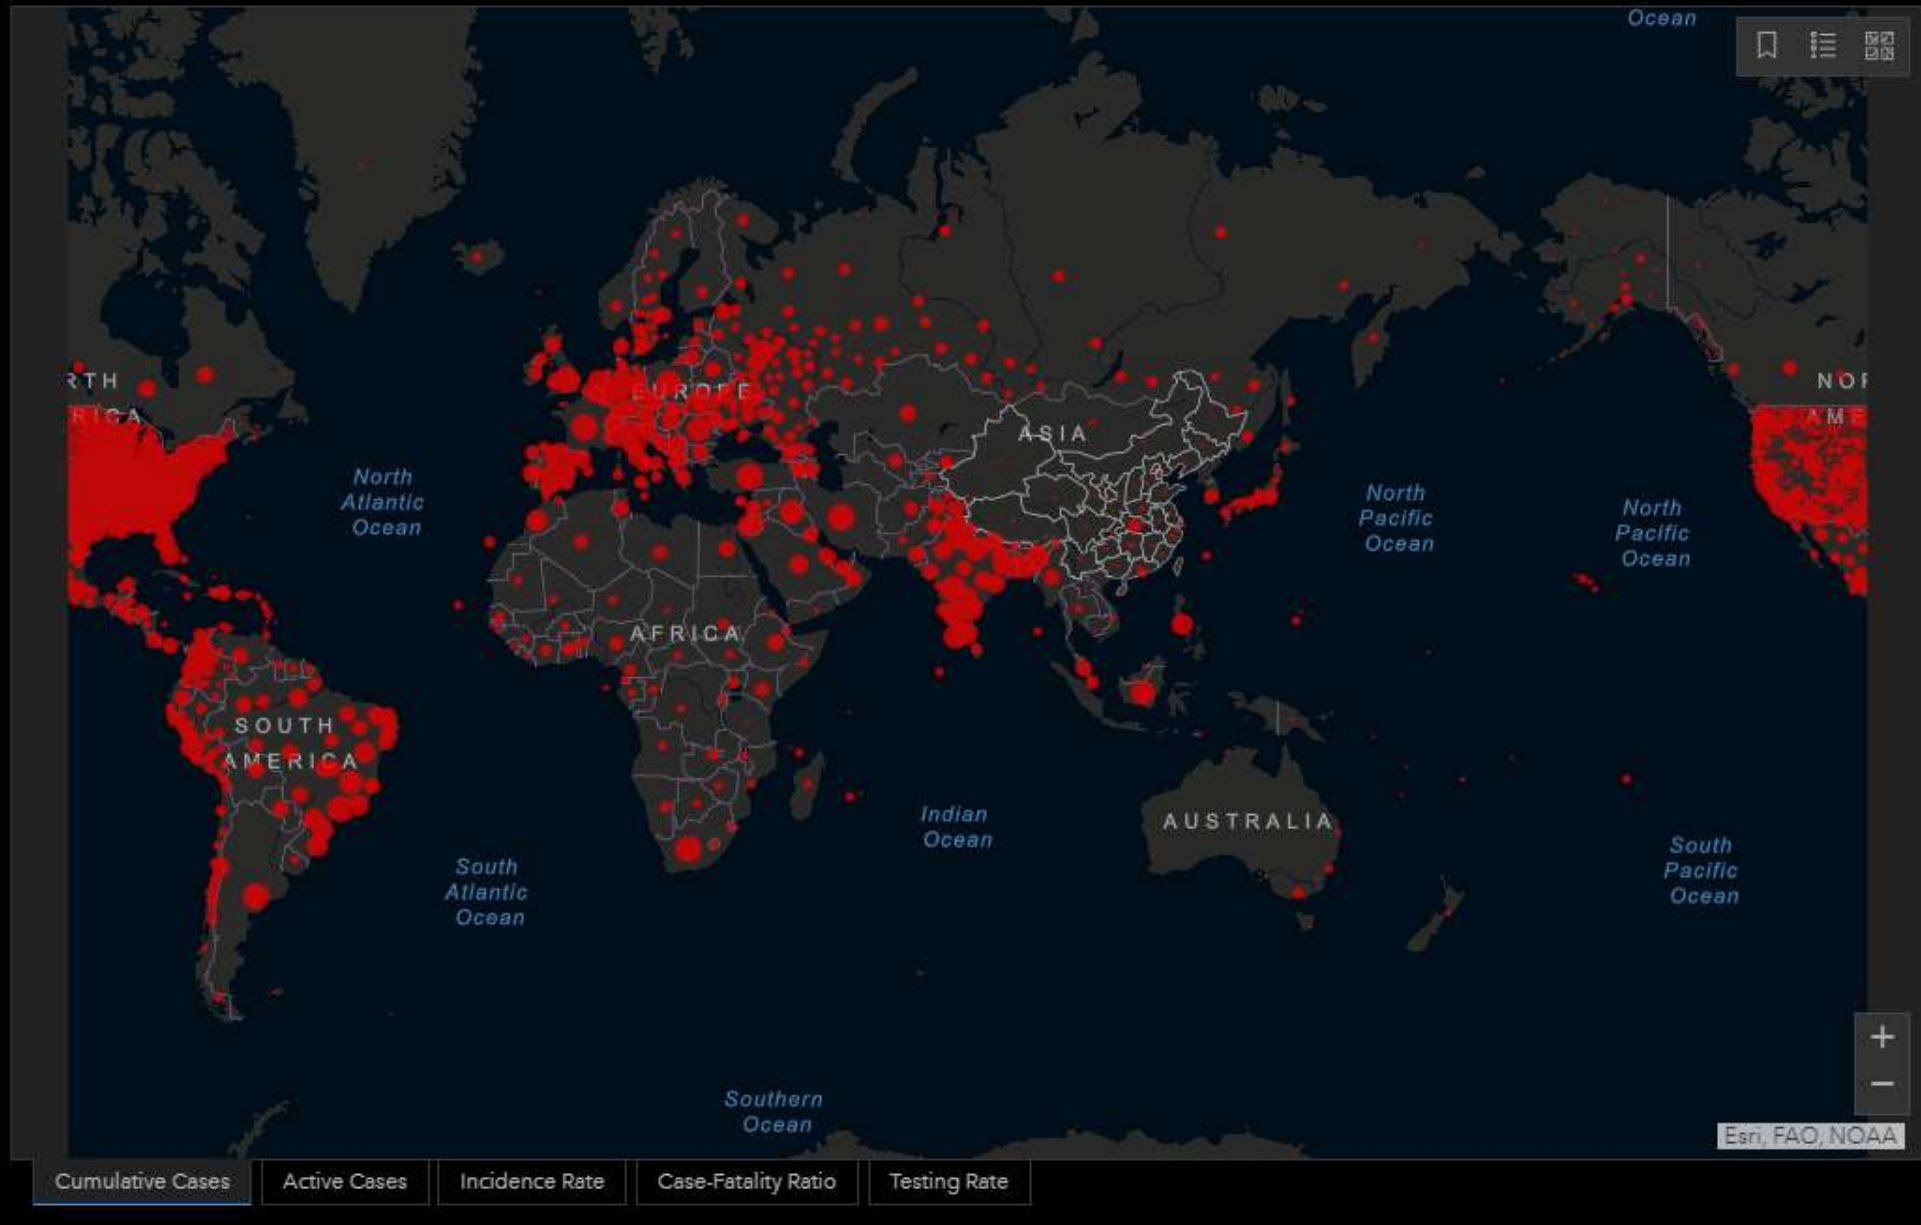 Ocean
RTH
RICA
EUROPE
ASIA
NOR
AME
North
Atlantic
Ocean
North
Pacific
Ocean
North
Pacific
Ocean
AFRICA
SOUTH
AMERICA
Indian
Ocean
AUSTRALIA
South
Atlantic
Ocean
South
Pacific
Ocean
Southern
Ocean
Esri, FAO, NOAA
Cumulative Cases
Active Cases
Incidence Rate
Case-Fatality Ratio
Testing Rate